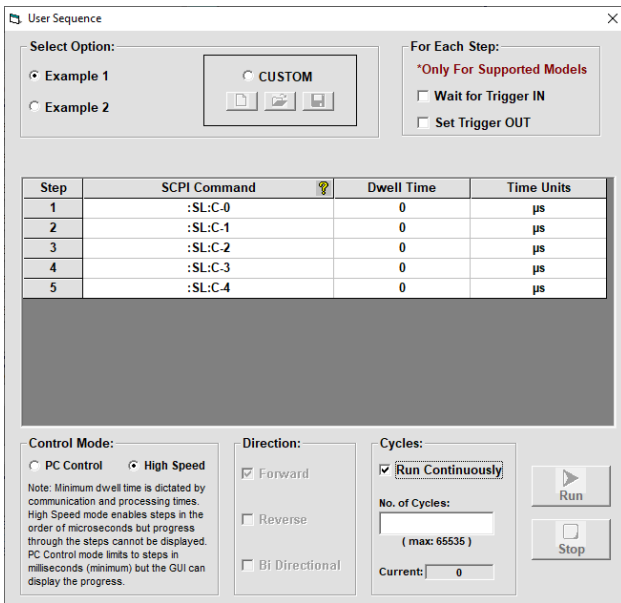 User Sequence
Select Option:
Example 1
CUSTOM
Example 2
For Each Step:
*Only For Supported Models
Wait for Trigger IN
Set Trigger OUT
Step SCPI Command ? Dwell Time Time Units
1 :SL:C-0 0 µs
2 :SL:C-1 0 µs
3 :SL:C-2 0 µs
4 :SL:C-3 0 µs
5 :SL:C-4 0 µs
Control Mode:
PC Control High Speed
Note: Minimum dwell time is dictated by
communication and processing times.
High Speed mode enables steps in the
order of microseconds but progress
through the steps cannot be displayed.
PC Control mode limits to steps in
milliseconds (minimum) but the GUI can
display the progress.
Direction:
Forward
Reverse
Bi Directional
Cycles:
Run Continuously
No. of Cycles:
( max: 65535 )
Current: 0
Run
Stop